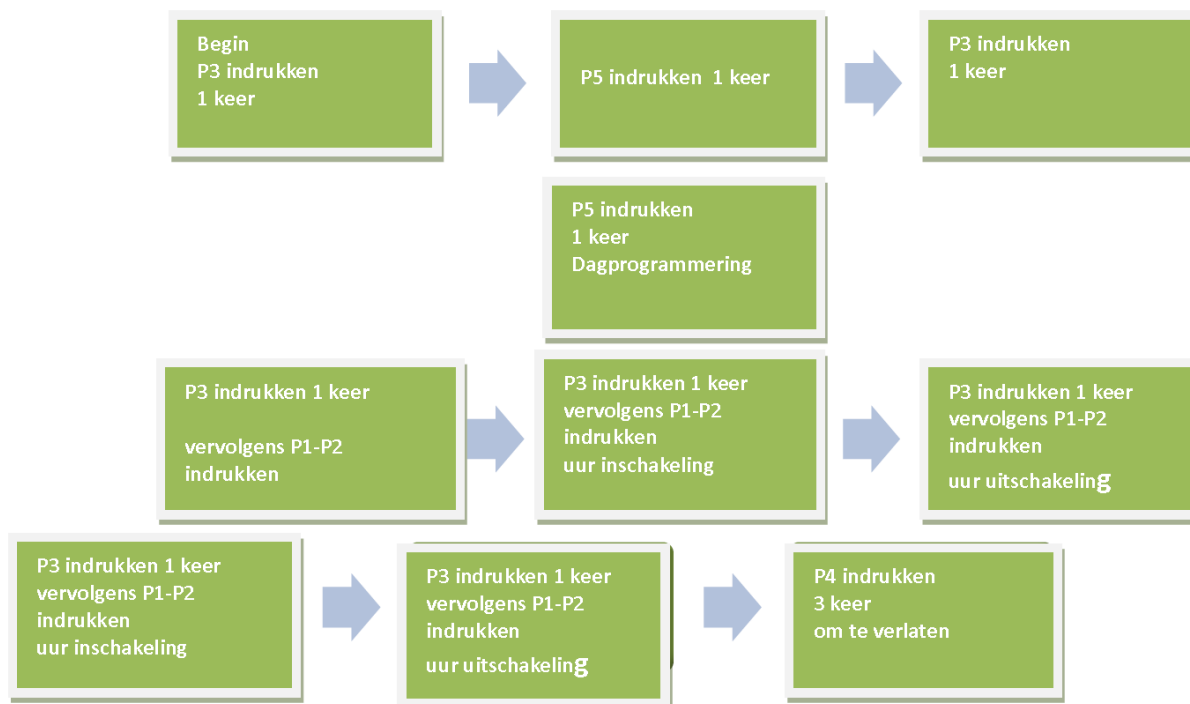 Begin
P3 indrukken
1 keer
P5 indrukken 1 keer
P3 indrukken
1 keer
P5 indrukken
1 keer
Dagprogrammering
P3 indrukken 1 keer
vervolgens P1-P2
indrukken
P3 indrukken 1 keer
vervolgens P1-P2
indrukken
uur inschakeling
P3 indrukken 1 keer
vervolgens P1-P2
indrukken
uur uitschakeling
P3 indrukken 1 keer
vervolgens P1-P2
indrukken
uur inschakeling
P3 indrukken 1 keer
vervolgens P1-P2
indrukken
uur uitschakeling
P4 indrukken
3 keer
om te verlaten